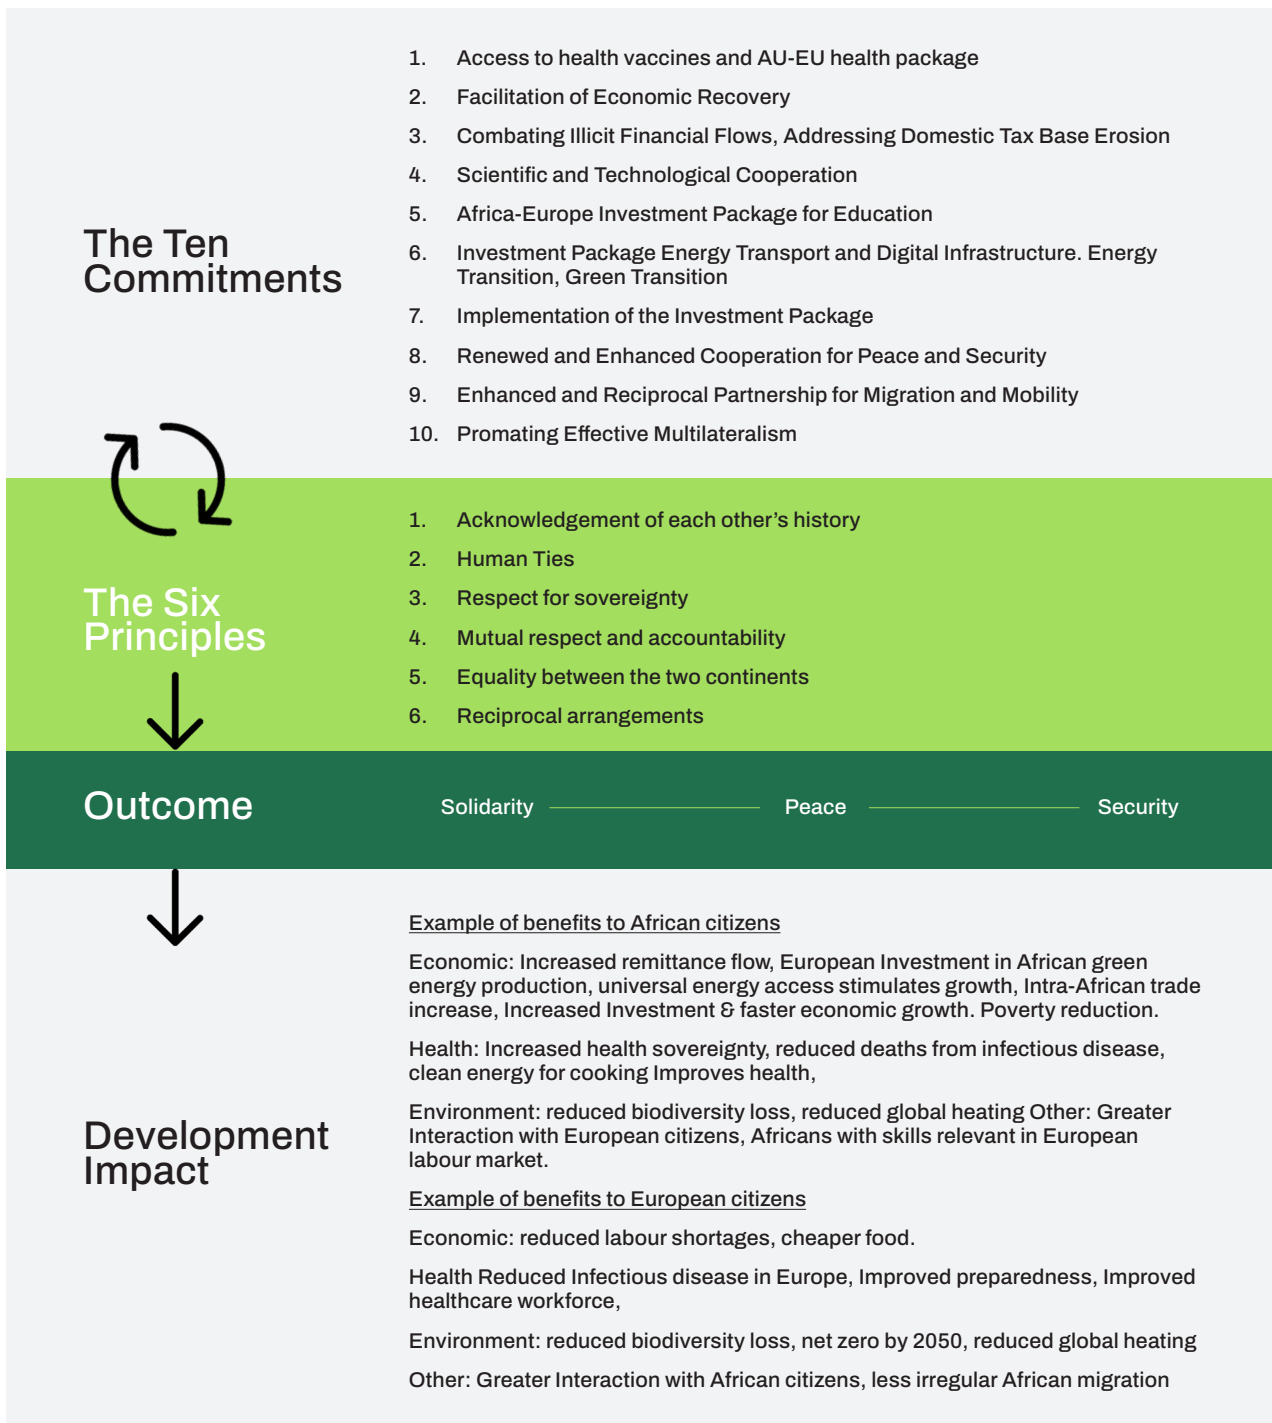 The Ten
Commitments
1. Access to health vaccines and AU-EU health package
2. Facilitation of Economic Recovery
3. Combating Illicit Financial Flows, Addressing Domestic Tax Base Erosion
4. Scientific and Technological Cooperation
5. Africa-Europe Investment Package for Education
6. Investment Package Energy Transport and Digital Infrastructure. Energy
Transition, Green Transition
7. Implementation of the Investment Package
8. Renewed and Enhanced Cooperation for Peace and Security
9. Enhanced and Reciprocal Partnership for Migration and Mobility
10. Promating Effective Multilateralism
The Six
Principles
1. Acknowledgement of each other’s history
2. Human Ties
3. Respect for sovereignty
4. Mutual respect and accountability
5. Equality between the two continents
6. Reciprocal arrangements
Outcome
Solidarity Peace Security
Development
Impact
Example of benefits to African citizens
Economic: Increased remittance flow, European Investment in African green
energy production, universal energy access stimulates growth, Intra-African trade
increase, Increased Investment & faster economic growth. Poverty reduction.
Health: Increased health sovereignty, reduced deaths from infectious disease,
clean energy for cooking Improves health,
Environment: reduced biodiversity loss, reduced global heating Other: Greater
Interaction with European citizens, Africans with skills relevant in European
labour market.
Example of benefits to European citizens
Economic: reduced labour shortages, cheaper food.
Health Reduced Infectious disease in Europe, Improved preparedness, Improved
healthcare workforce,
Environment: reduced biodiversity loss, net zero by 2050, reduced global heating
Other: Greater Interaction with African citizens, less irregular African migration